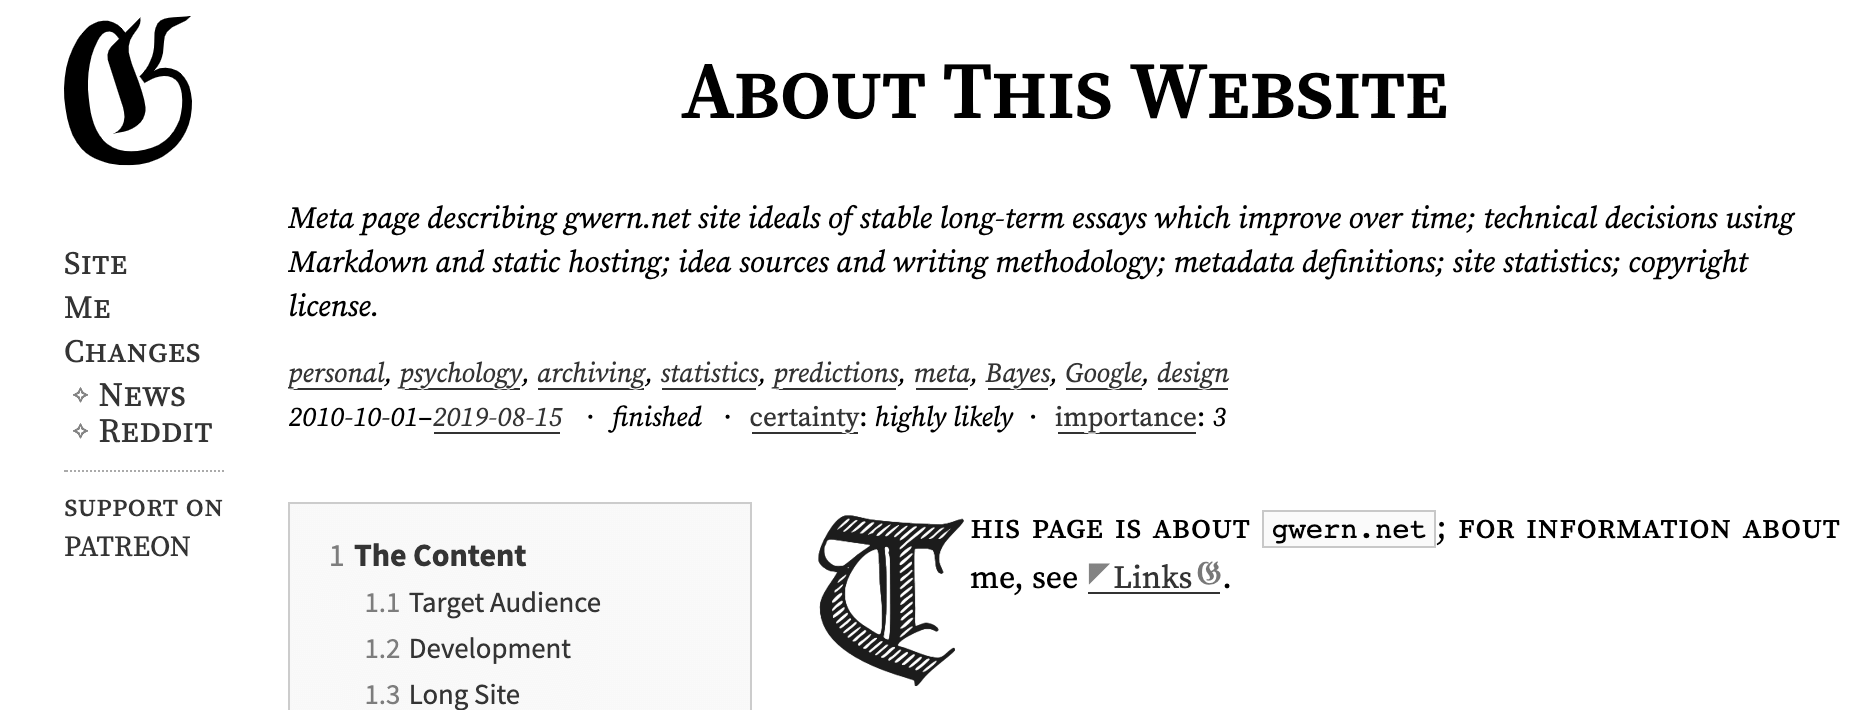 G
ABOUT THIS WEBSITE
SITE
ME
CHANGES
NEWS
REDDIT
SUPPORT ON
PATREON
Meta page describing gwern.net site ideals of stable long-term essays which improve over time; technical decisions using
Markdown and static hosting; idea sources and writing methodology; metadata definitions; site statistics; copyright
license.
personal, psychology, archiving, statistics, predictions, meta, Bayes, Google, design
2010-10-01–2019-08-15 · finished · certainty: highly likely · importance: 3
1 The Content
1.1 Target Audience
1.2 Development
1.3 Long Site
THIS PAGE IS ABOUT gwern.net; FOR INFORMATION ABOUT
me, see Links.